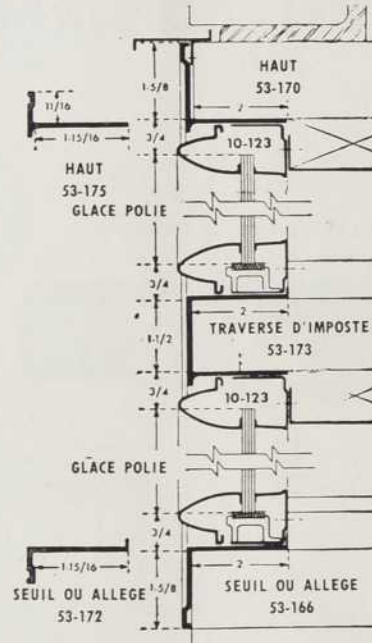 HAUT
53-170
2
1-5/8
11/16
1-15/16
3/4
10-123
HAUT
53-175
GLACE POLIE
3/4
2
TRAVERSE D'IMPOSTE
53-173
1-1/2
3/4
10-123
GLACE POLIE
3/4
1-15/16
2
SEUIL OU ALLEGE
53-172
1-5/8
SEUIL OU ALLEGE
53-166